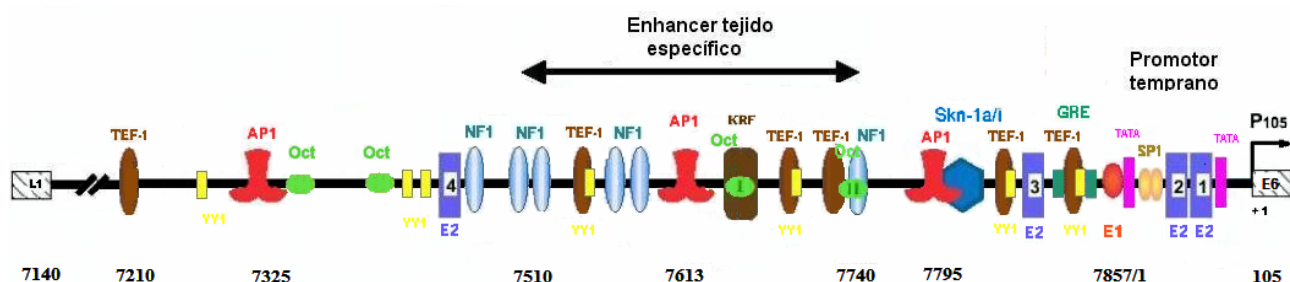 Enhancer tejido
específico
Promotor
temprano
TEF-1
AP1
Oct
Oct
NF1
NF1
TEF-1
NF1
AP1
Oct
KRF
TEF-1
TEF-1
Oct
NF1
Skn-1a/i
AP1
TEF-1
GRE
TEF-1
TATA
SP1
TATA
P105
L1
4
I
II
3
2
1
E6
+1
YY1
YY1
E2
YY1
YY1
YY1
E2
YY1
E1
E2
E2
7140
7210
7325
7510
7613
7740
7795
7857/1
105